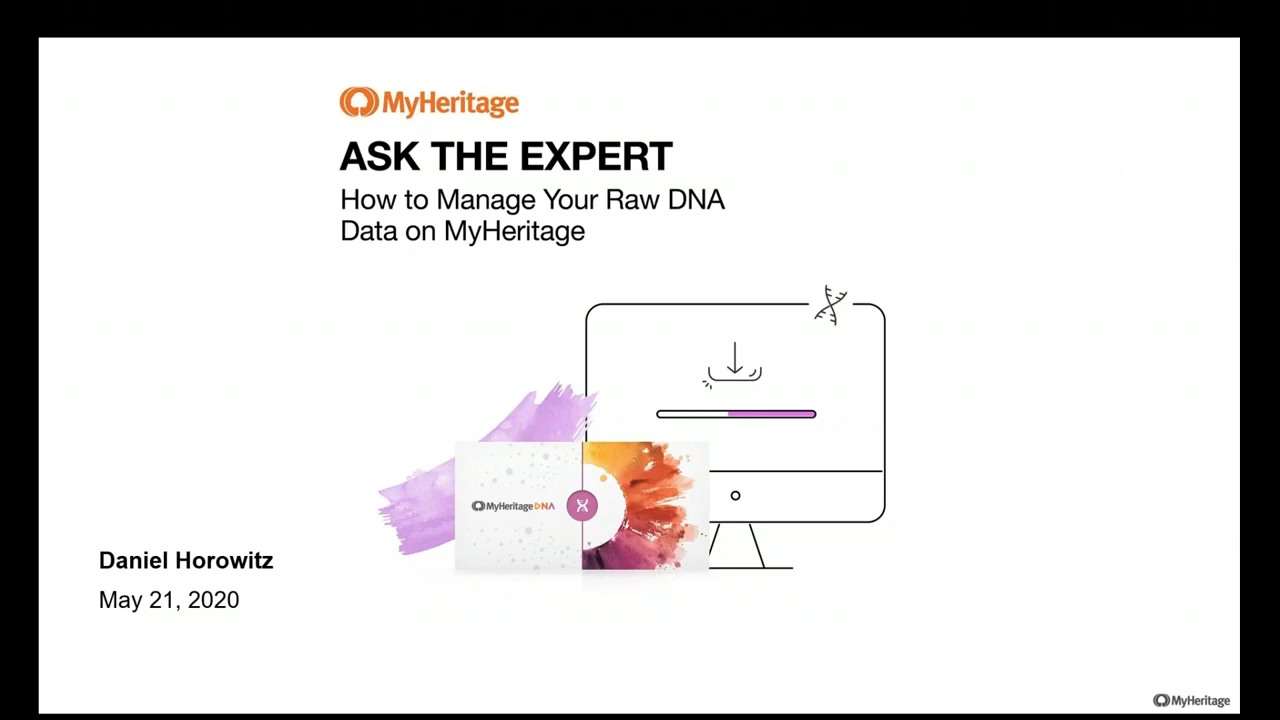 MyHeritage
ASK THE EXPERT
How to Manage Your Raw DNA
Data on MyHeritage
MyHeritage DNA
Daniel Horowitz
May 21, 2020
MyHeritage